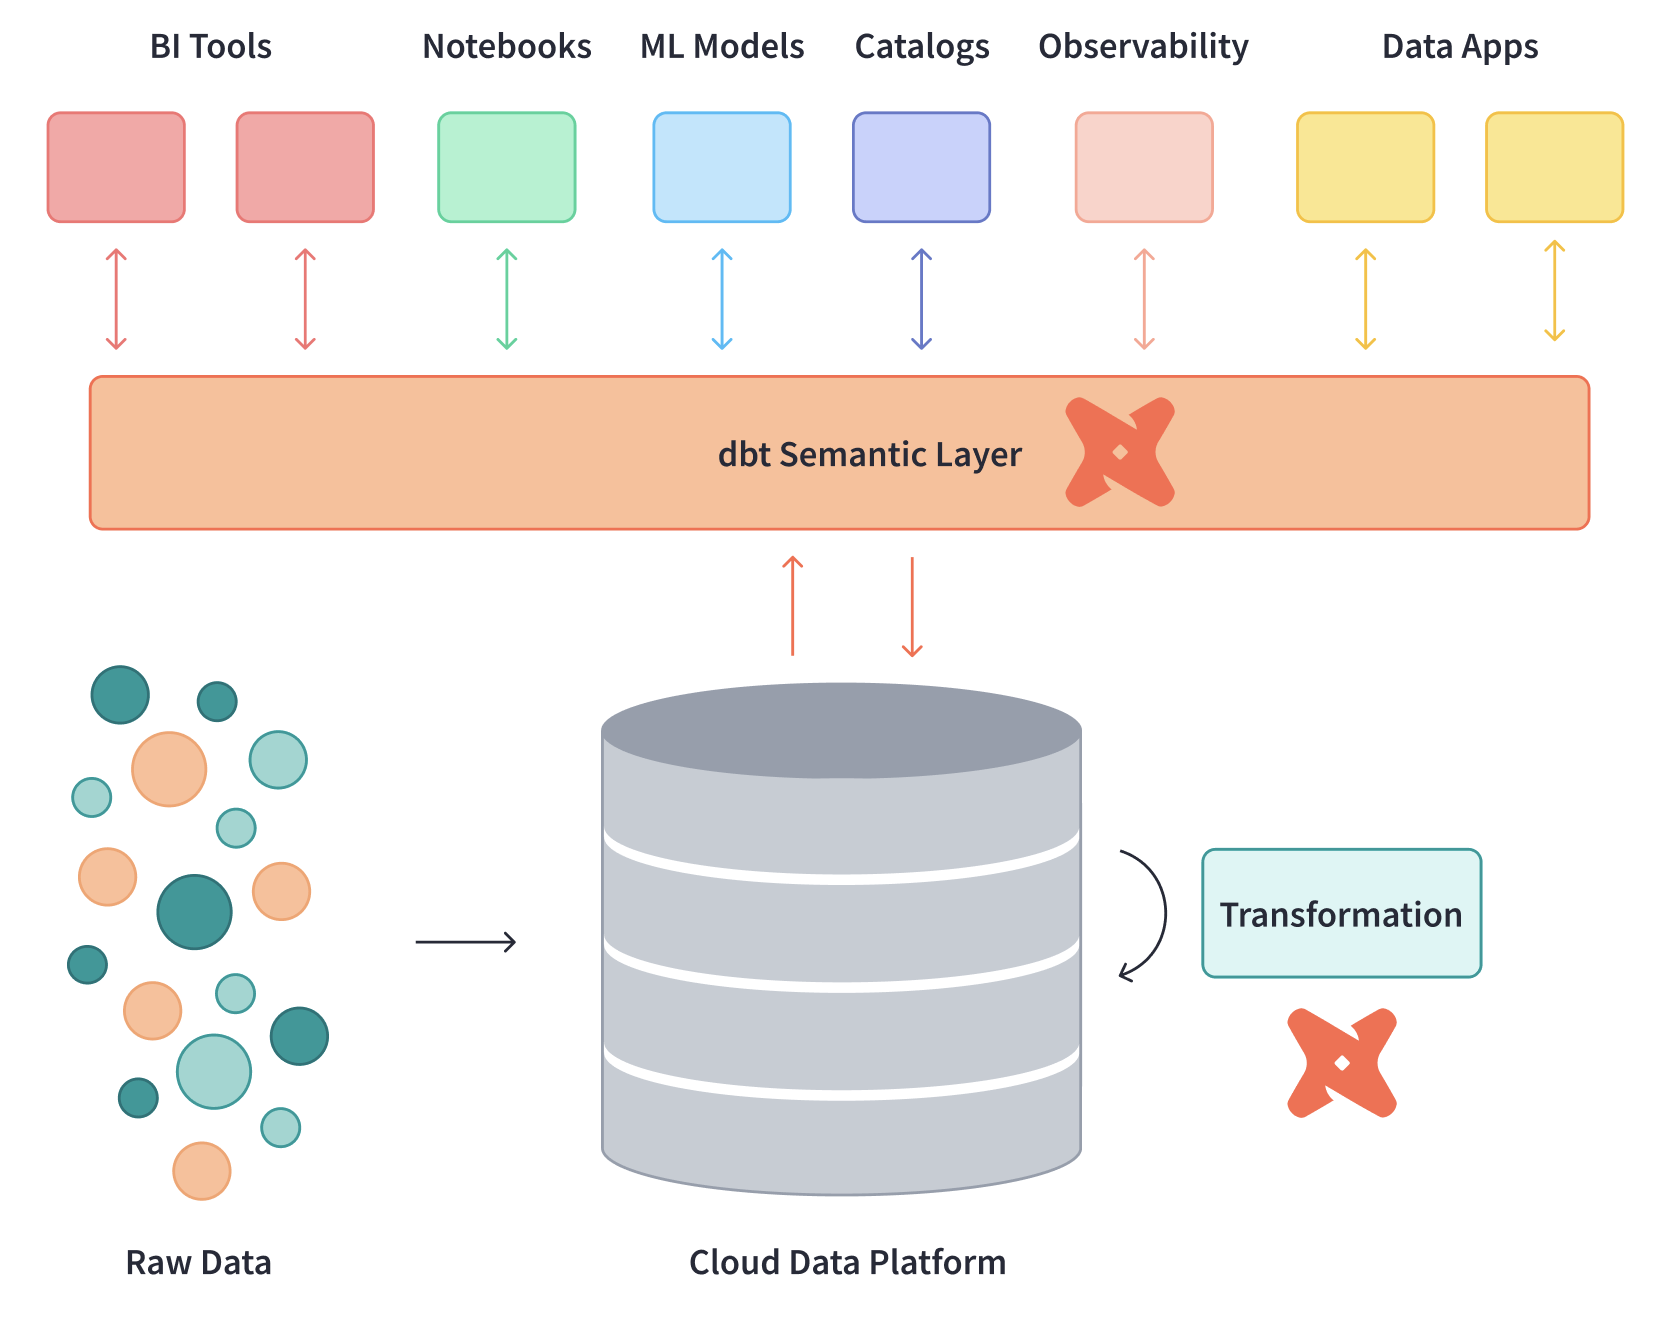 BI Tools
Notebooks
ML Models
Catalogs
Observability
Data Apps
dbt Semantic Layer
Transformation
Raw Data
Cloud Data Platform